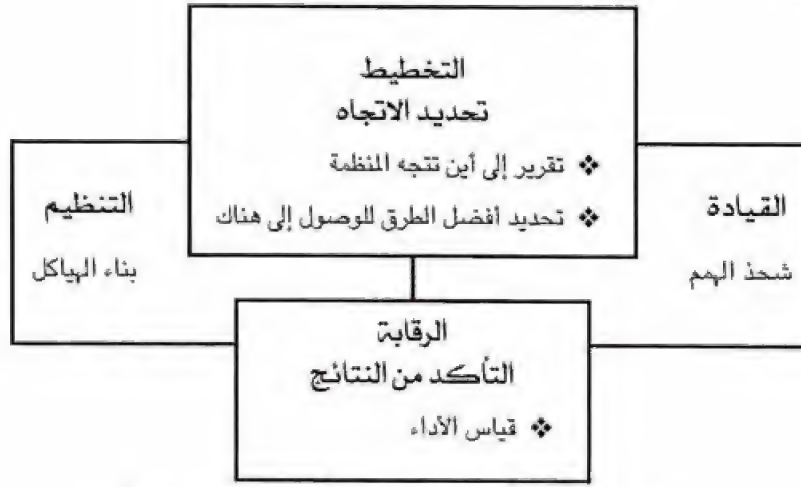 التخطيط
تحديد الاتجاه
❖ تقرير إلى أين تتجه المنظمة
❖ تحديد أفضل الطرق للوصول إلى هناك
القيادة
شحذ الهمم
التنظيم
بناء الهياكل
الرقابة
التأكد من النتائج
❖ قياس الأداء